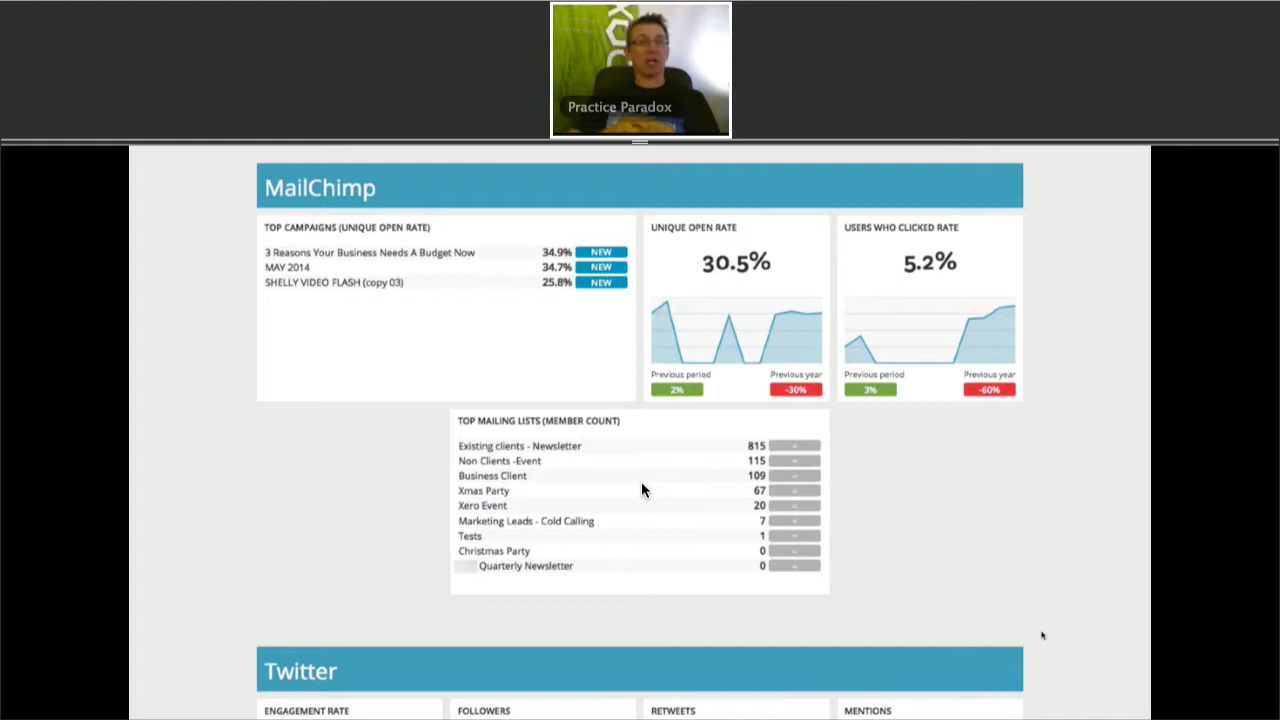 Practice Paradox
MailChimp
TOP CAMPAIGNS (UNIQUE OPEN RATE)
3 Reasons Your Business Needs A Budget Now 34.9% NEW
MAY 2014 34.7% NEW
SHELLY VIDEO FLASH (copy 03) 25.8% NEW
UNIQUE OPEN RATE
30.5%
Previous period Previous year
2% -30%
USERS WHO CLICKED RATE
5.2%
Previous period Previous year
3% -60%
TOP MAILING LISTS (MEMBER COUNT)
Existing clients - Newsletter 815 =
Non Clients -Event 115 =
Business Client 109 =
Xmas Party 67 =
Xero Event 20 =
Marketing Leads - Cold Calling 7 =
Tests 1 =
Christmas Party 0 =
Quarterly Newsletter 0 =
Twitter
ENGAGEMENT RATE FOLLOWERS RETWEETS MENTIONS